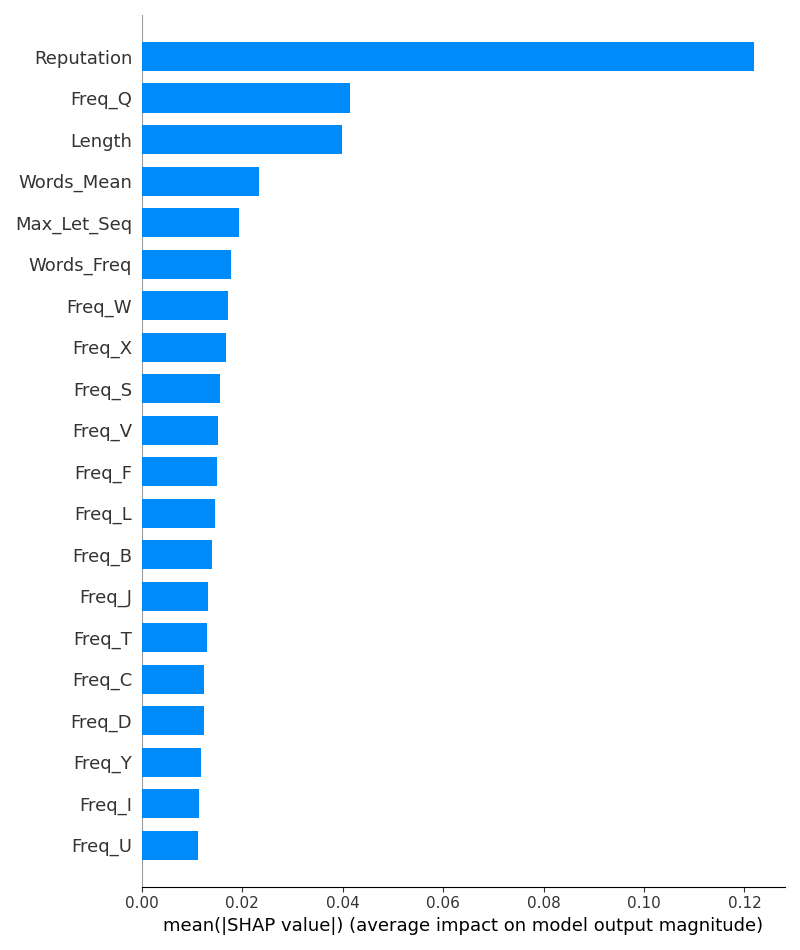 Reputation
Freq_Q
Length
Words_Mean
Max_Let_Seq
Words_Freq
Freq_W
Freq_X
Freq_S
Freq_V
Freq_F
Freq_L
Freq_B
Freq_J
Freq_T
Freq_C
Freq_D
Freq_Y
Freq_I
Freq_U
0.00 0.02 0.04 0.06 0.08 0.10 0.12
mean(|SHAP value|) (average impact on model output magnitude)